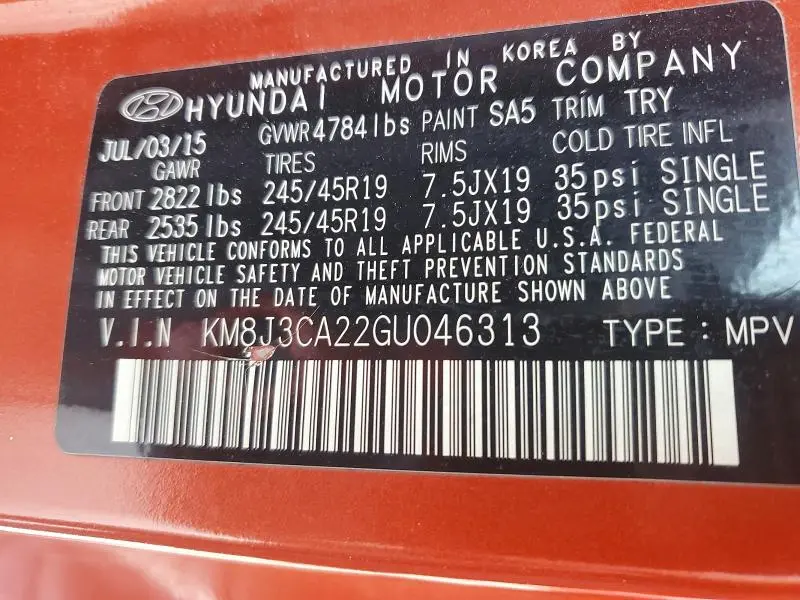 MANUFACTURED IN KOREA BY
HYUNDAI MOTOR COMPANY
JUL/03/15 GVWR 4784 lbs PAINT SA5 TRIM TRY
GAWR TIRES RIMS COLD TIRE INFL
FRONT 2822 lbs 245/45R19 7.5JX19 35psi SINGLE
REAR 2535 lbs 245/45R19 7.5JX19 35psi SINGLE
THIS VEHICLE CONFORMS TO ALL APPLICABLE U.S.A. FEDERAL
MOTOR VEHICLE SAFETY AND THEFT PREVENTION STANDARDS
IN EFFECT ON THE DATE OF MANUFACTURE SHOWN ABOVE
V.I.N KM8J3CA22GU046313 TYPE: MPV